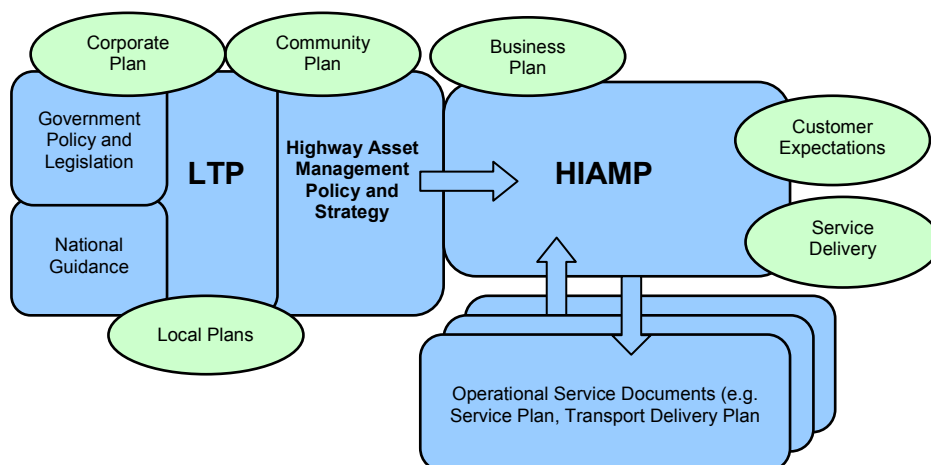 Corporate
Plan
Community
Plan
Business
Plan
Government
Policy and
Legislation
LTP
Highway Asset
Management
Policy and
Strategy
HIAMP
Customer
Expectations
Service
Delivery
National
Guidance
Local Plans
Operational Service Documents (e.g.
Service Plan, Transport Delivery Plan